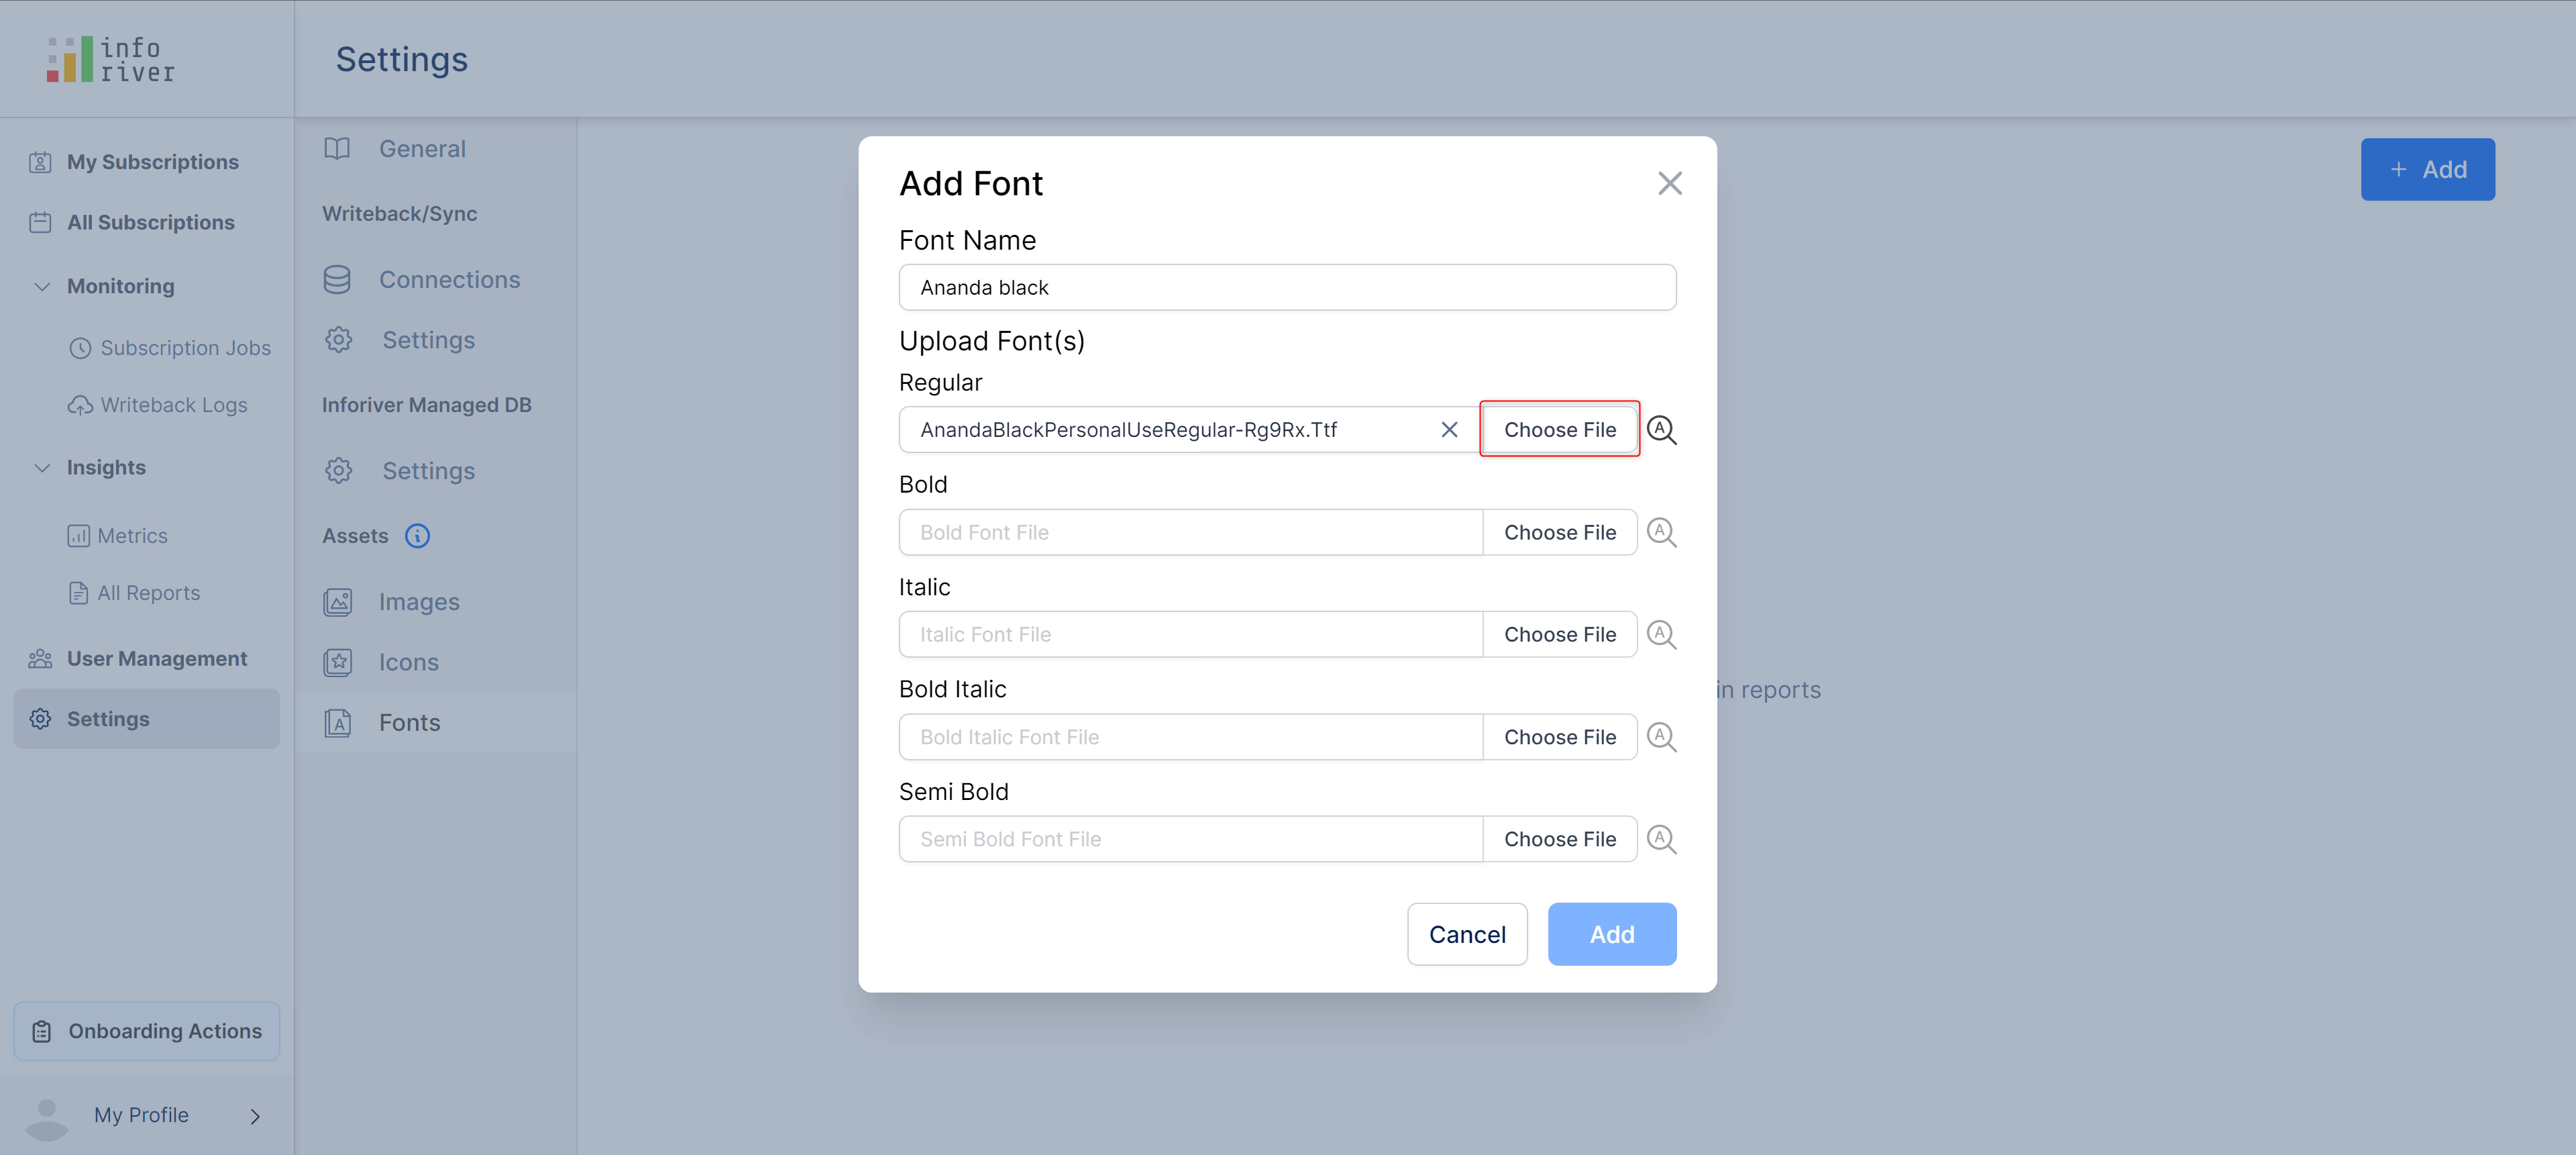 info
river
Settings
My Subscriptions
All Subscriptions
Monitoring
Subscription Jobs
Writeback Logs
Insights
Metrics
All Reports
User Management
Settings
Onboarding Actions
My Profile
General
Writeback/Sync
Connections
Settings
Inforiver Managed DB
Settings
Assets
Images
Icons
Fonts
+ Add
in reports
Add Font
Font Name
Ananda black
Upload Font(s)
Regular
AnandaBlackPersonalUseRegular-Rg9Rx.Ttf
Choose File
Bold
Bold Font File
Choose File
Italic
Italic Font File
Choose File
Bold Italic
Bold Italic Font File
Choose File
Semi Bold
Semi Bold Font File
Choose File
Cancel
Add